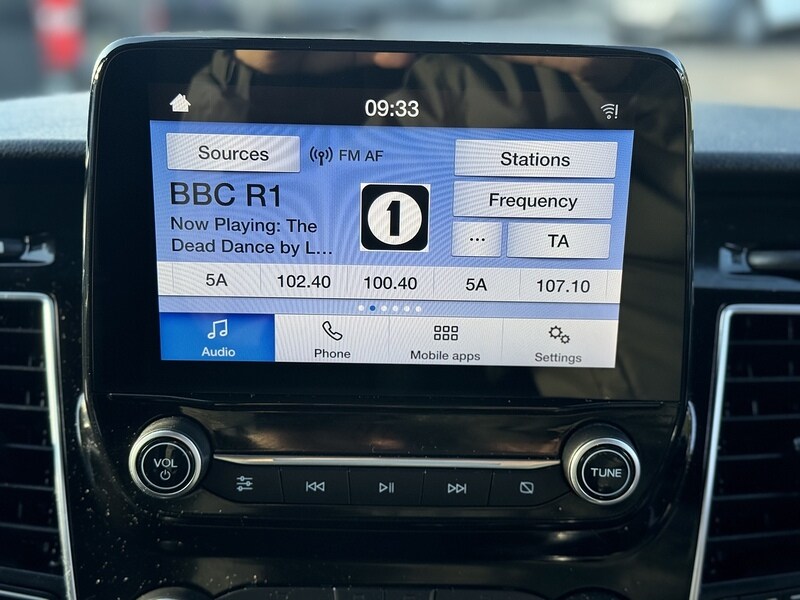 09:33
Sources
FM AF
Stations
BBC R1
1
Frequency
Now Playing: The
Dead Dance by L...
...
TA
5A
102.40
100.40
5A
107.10
Audio
Phone
Mobile apps
Settings
VOL
TUNE